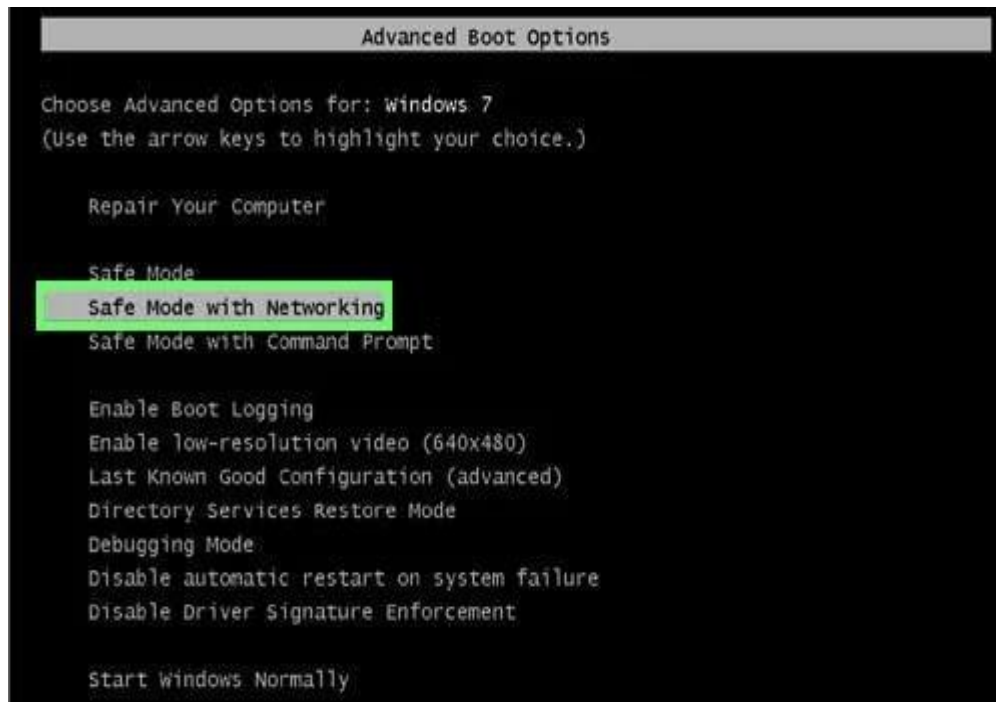 Advanced Boot Options
Choose Advanced Options for: Windows 7
(Use the arrow keys to highlight your choice.)
Repair Your Computer
Safe Mode
Safe Mode with Networking
Safe Mode with Command Prompt
Enable Boot Logging
Enable low-resolution video (640x480)
Last Known Good Configuration (advanced)
Directory Services Restore Mode
Debugging Mode
Disable automatic restart on system failure
Disable Driver Signature Enforcement
Start Windows Normally